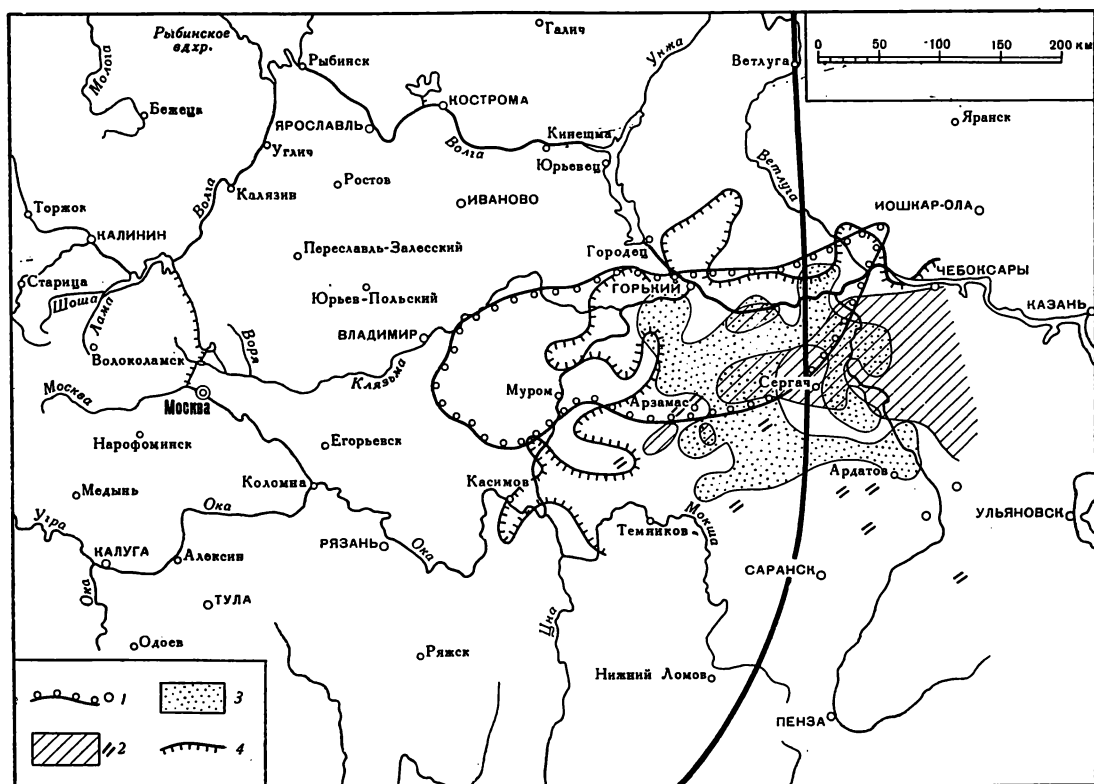 Рыбинское
вдхр.
Галич
0 50 100 200 км
Молога
Рыбинск
Унжа
Ветлуга
Бежеца
КОСТРОМА
Яранск
ЯРОСЛАВЛЬ
Волга
Кинешма
Углич
Юрьевец
Ветлуга
Волга
Калязив
Ростов
ИВАНОВО
Торжок
ИОШКАР-ОЛА
КАЛИНИН
Переславль-Залесский
Городец
Старица
ЧЕБОКСАРЫ
Шоша
Юрьев-Польский
ГОРЬКИЙ
КАЗАНЬ
Лама
ВЛАДИМИР
Воря
Волоколамск
Клязьма
Москва
Муром
Сергач
Москва
Арзамас
Нарофоминск
Егорьевск
Ардатов
Медынь
Коломна
Касимов
Ока
Мокша
УЛЬЯНОВСК
Угра
Темников
КАЛУГА
Алексин
РЯЗАНЬ
Ока
САРАНСК
Ока
ТУЛА
Цна
Одоев
Ряжск
Нижний Ломов
ПЕНЗА
1 3
2 4